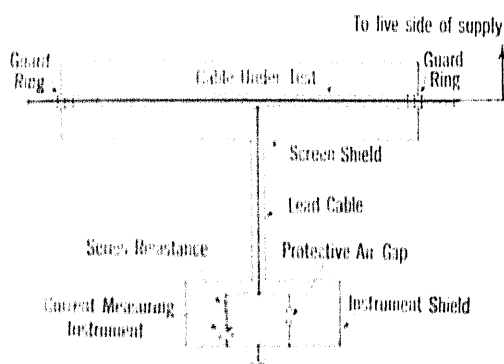 To live side of supply
Guard
Ring
Cable Under Test
Guard
Ring
Screen Shield
Lead Cable
Series Resistance
Protective Air Gap
Current Measuring
Instrument
Instrument Shield